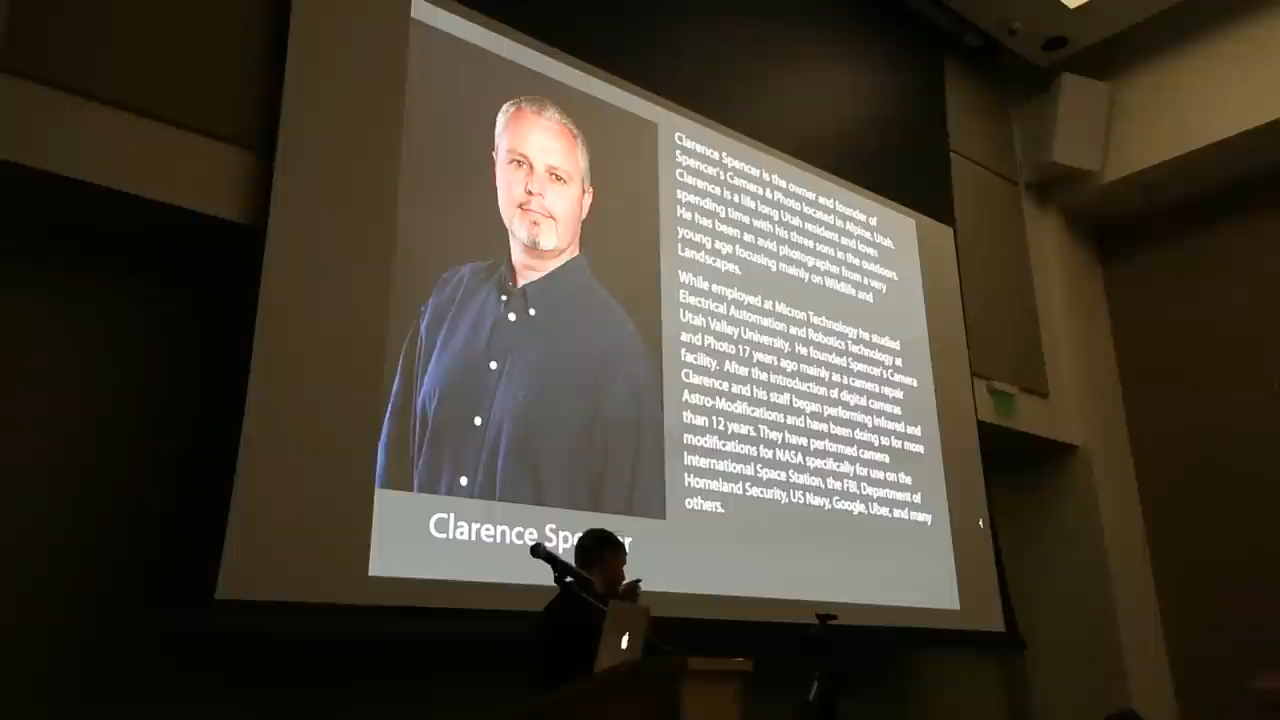 Clarence Spencer is the owner and founder of
Spencer's Camera & Photo located in Alpine, Utah.
Clarence is a life long Utah resident and loves
spending time with his three sons in the outdoors.
He has been an avid photographer from a very
young age focusing mainly on Wildlife and
Landscapes.
While employed at Micron Technology he studied
Electrical Automation and Robotics Technology at
Utah Valley University. He founded Spencer's Camera
and Photo 17 years ago mainly as a camera repair
facility. After the introduction of digital cameras
Clarence and his staff began performing Infrared and
Astro-Modifications and have been doing so for more
than 12 years. They have performed camera
modifications for NASA specifically for use on the
International Space Station, the FBI, Department of
Homeland Security, US Navy, Google, Uber, and many
others.
Clarence